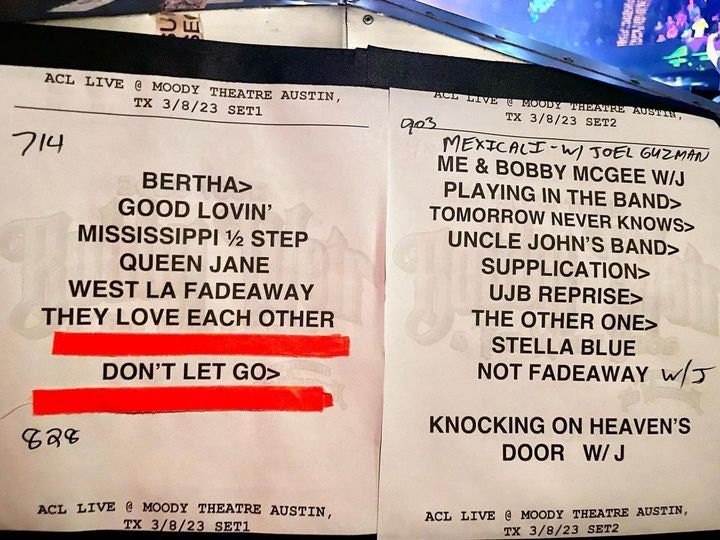 ACL LIVE @ MOODY THEATRE AUSTIN,
TX 3/8/23 SET1
714
BERTHA>
GOOD LOVIN'
MISSISSIPPI ½ STEP
QUEEN JANE
WEST LA FADEAWAY
THEY LOVE EACH OTHER
DON'T LET GO>
828
ACL LIVE @ MOODY THEATRE AUSTIN,
TX 3/8/23 SET1
ACL LIVE @ MOODY THEATRE AUSTIN,
TX 3/8/23 SET2
903
MEXICALI - W/ JOEL GUZMAN
ME & BOBBY MCGEE W/J
PLAYING IN THE BAND>
TOMORROW NEVER KNOWS>
UNCLE JOHN'S BAND>
SUPPLICATION>
UJB REPRISE>
THE OTHER ONE>
STELLA BLUE
NOT FADEAWAY W/J
KNOCKING ON HEAVEN'S
DOOR W/ J
ACL LIVE @ MOODY THEATRE AUSTIN,
TX 3/8/23 SET2